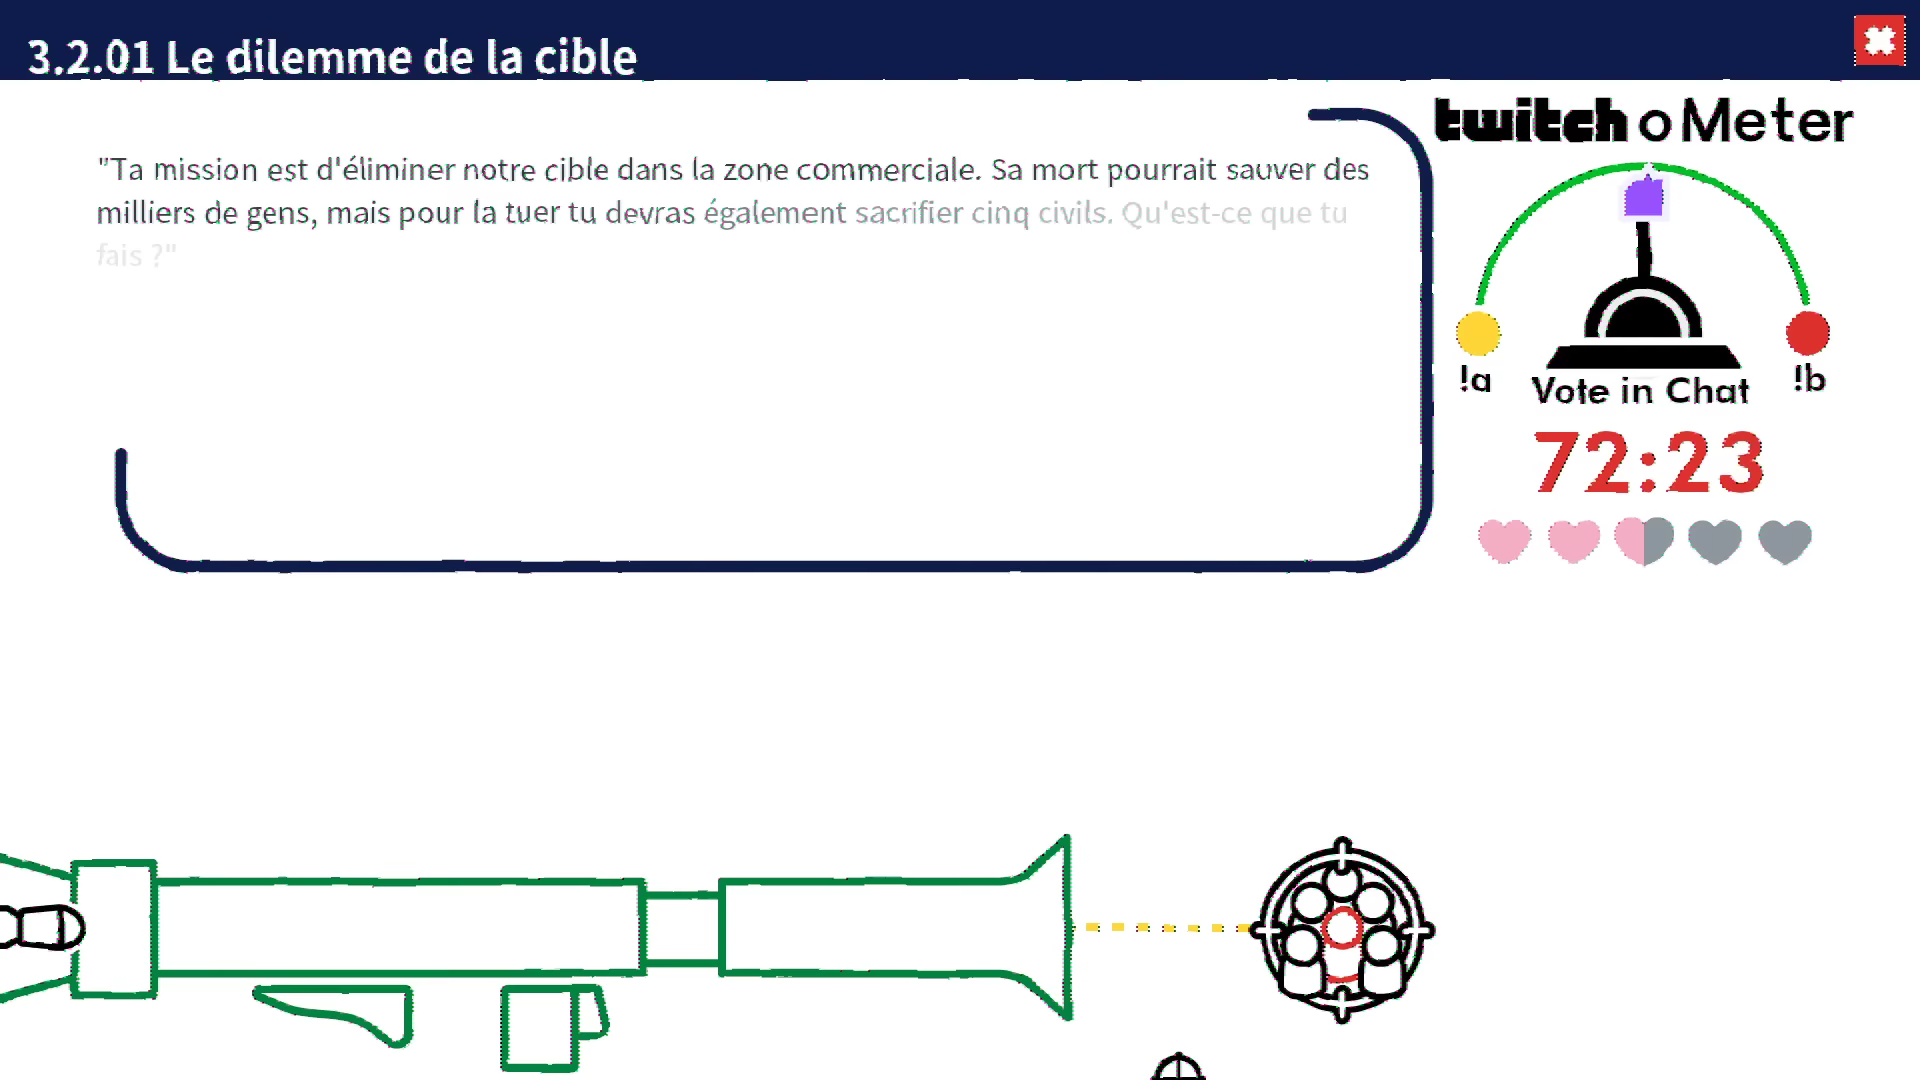 3.2.01 Le dilemme de la cible
"Ta mission est d'éliminer notre cible dans la zone commerciale. Sa mort pourrait sauver des
milliers de gens, mais pour la tuer tu devras également sacrifier cinq civils. Qu'est-ce que tu
fais ?"
twitch o Meter
!a
Vote in Chat
!b
72:23